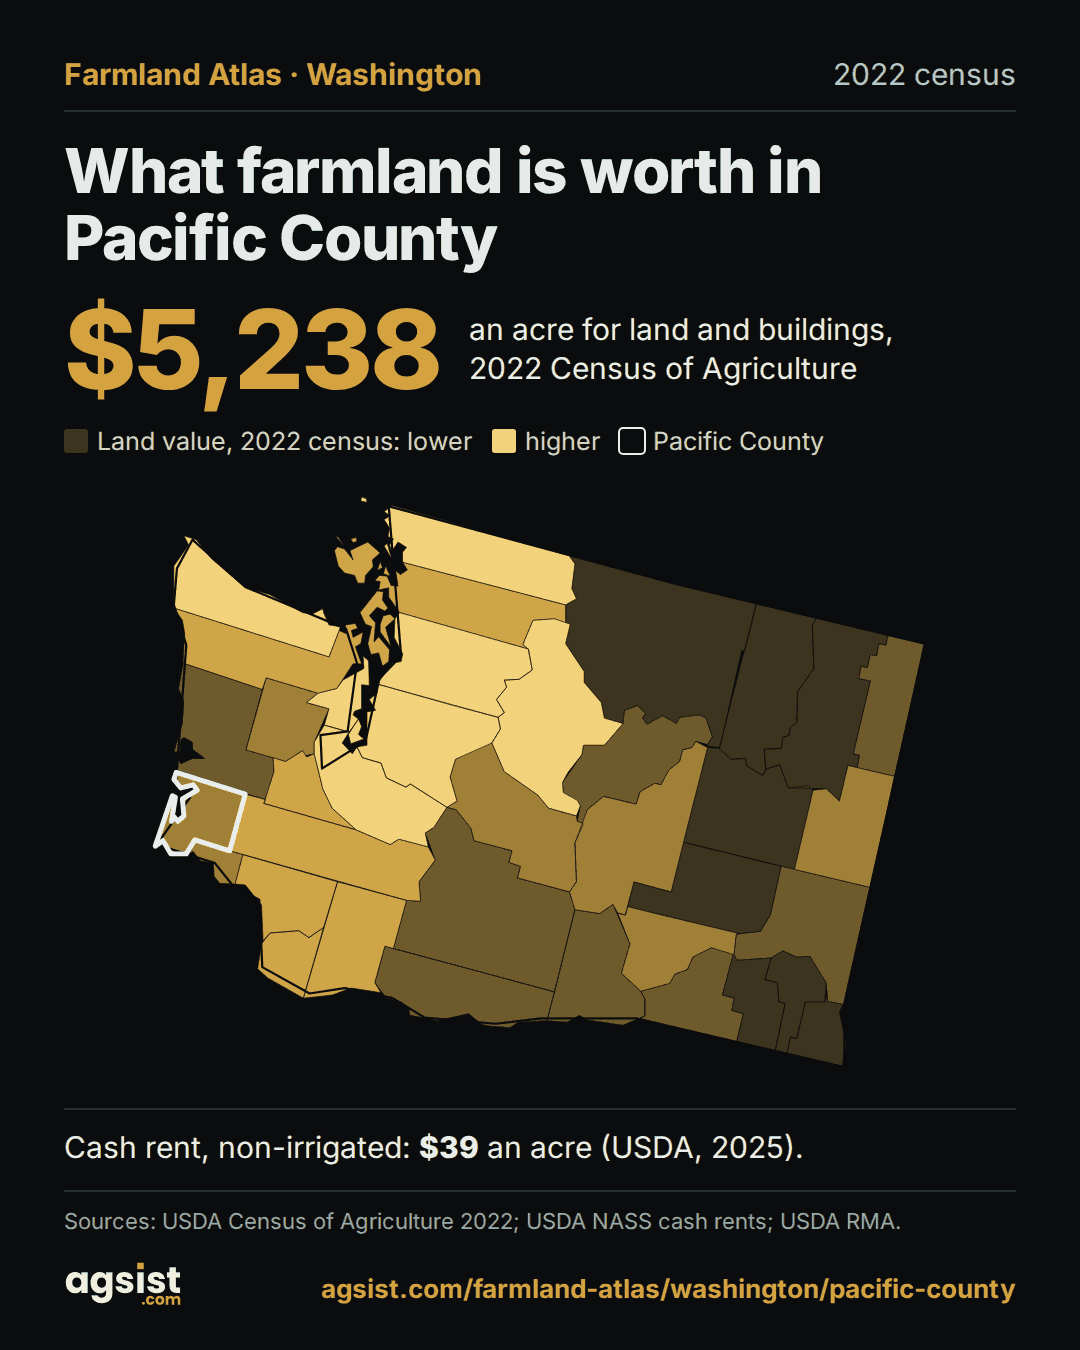 Farmland Atlas · Washington
2022 census
What farmland is worth in
Pacific County
$5,238
an acre for land and buildings,
2022 Census of Agriculture
Land value, 2022 census: lower
higher
Pacific County
Cash rent, non-irrigated: $39 an acre (USDA, 2025).
Sources: USDA Census of Agriculture 2022; USDA NASS cash rents; USDA RMA.
agsist
.com
agsist.com/farmland-atlas/washington/pacific-county